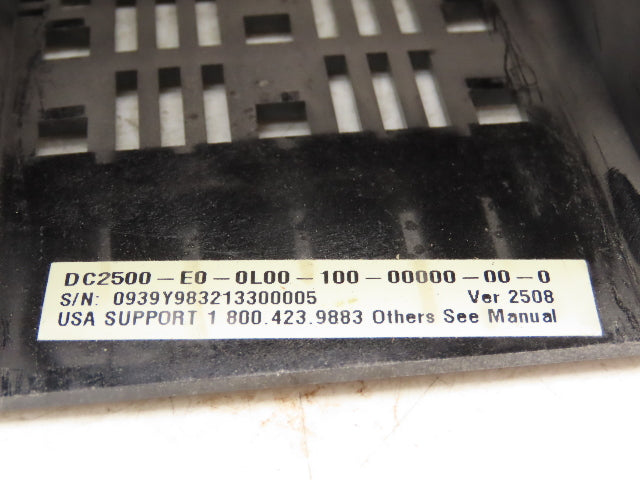 DC2500-E0-0L00-100-00000-00-0
S/N: 0939Y983213300005 Ver 2508
USA SUPPORT 1 800.423.9883 Others See Manual